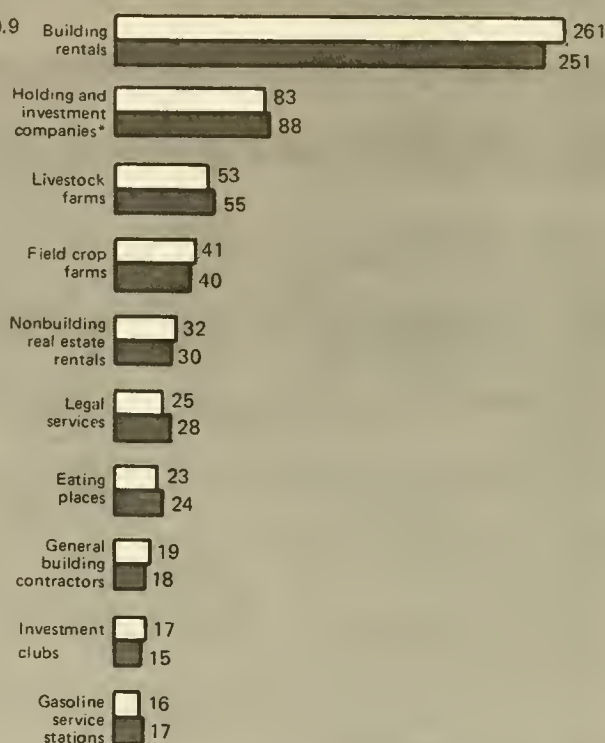 Building
rentals
261
251
Holding and
investment
companies*
83
88
Livestock
farms
53
55
Field crop
farms
41
40
Nonbuilding
real estate
rentals
32
30
Legal
services
25
28
Eating
places
23
24
General
building
contractors
19
18
Investment
clubs
17
15
Gasoline
service
stations
16
17